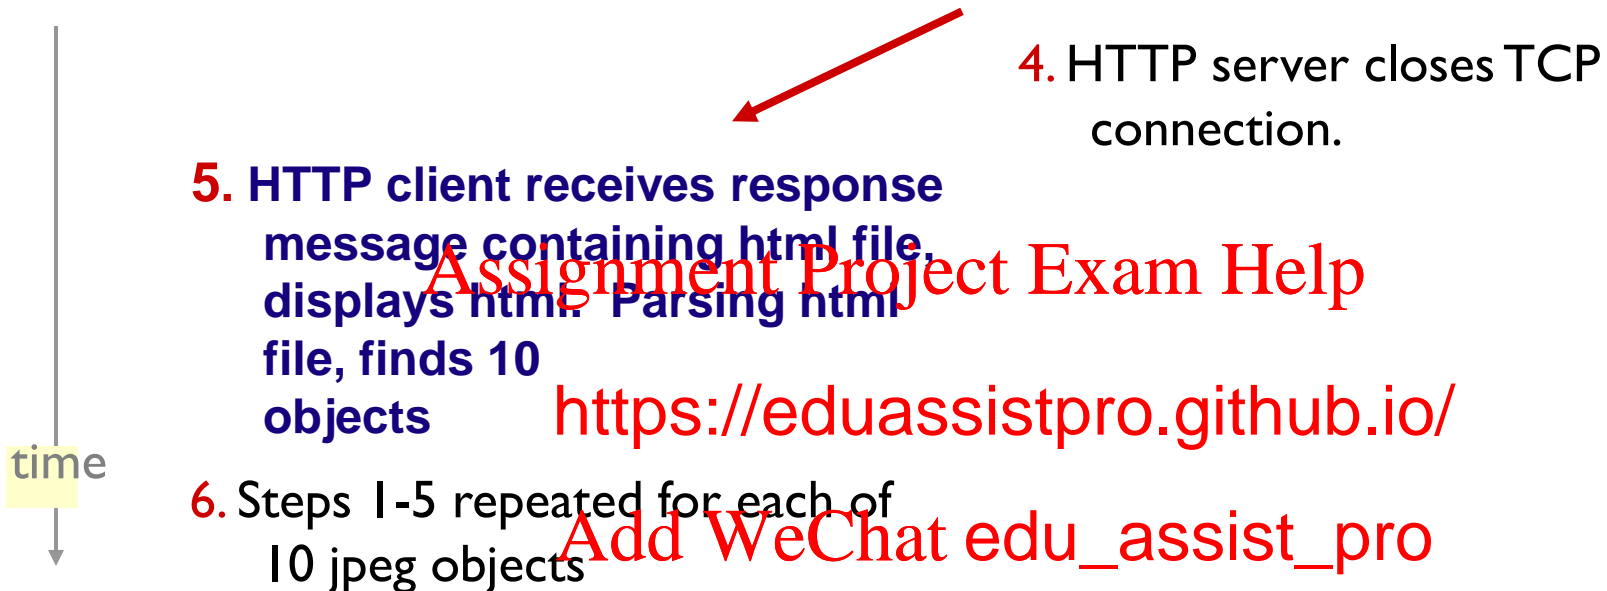 4. HTTP server closes TCP
connection.
5. HTTP client receives response
message containing html file,
displays html. Parsing html
file, finds 10
objects
Assignment Project Exam Help
https://eduassistpro.github.io/
time
6. Steps 1-5 repeated for each of
10 jpeg objects
Add WeChat edu_assist_pro